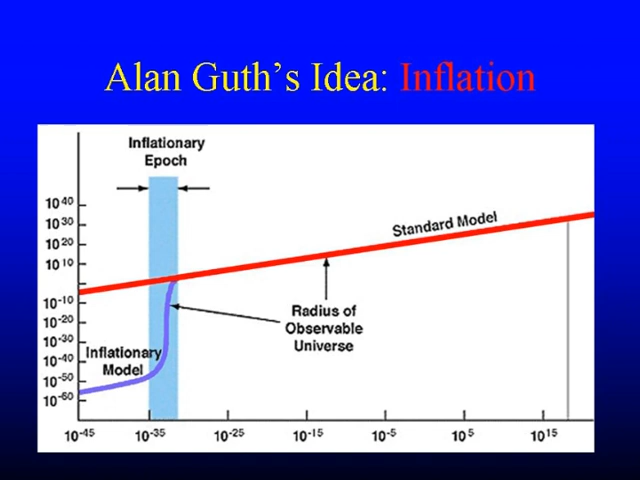 Alan Guth's Idea: Inflation
Inflationary
Epoch
10^40
10^30
10^20
10^10
10^-10
10^-20
10^-30
10^-40
10^-50
10^-60
Standard Model
Radius of
Observable
Universe
Inflationary
Model
10^-45
10^-35
10^-25
10^-15
10^-5
10^5
10^15